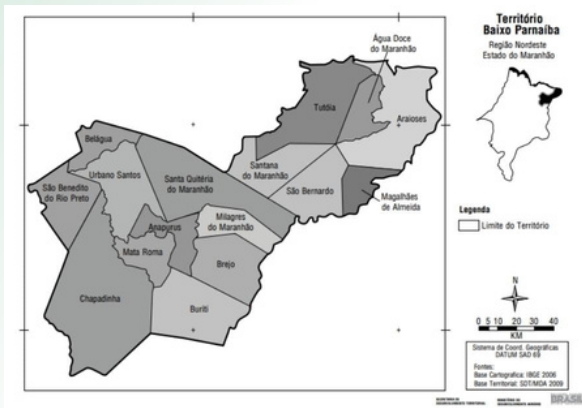 Território
Baixo Parnaíba
Região Nordeste
Estado do Maranhão
Água Doce
do Maranhão
Tutóia
Araioses
Belágua
Urbano Santos
Santa Quitéria
do Maranhão
Santana
do Maranhão
São Benedito
do Rio Preto
São Bernardo
Magalhães
de Almeida
Milagres
do Maranhão
Anapurus
Mata Roma
Brejo
Chapadinha
Buriti
Legenda
Limite do Território
N
0 5 10 20 30 40
KM
Sistema de Coord. Geográficas
DATUM SAD 69
Fontes:
Base Cartografica: IBGE 2006
Base Territorial: SDT/MDA 2009